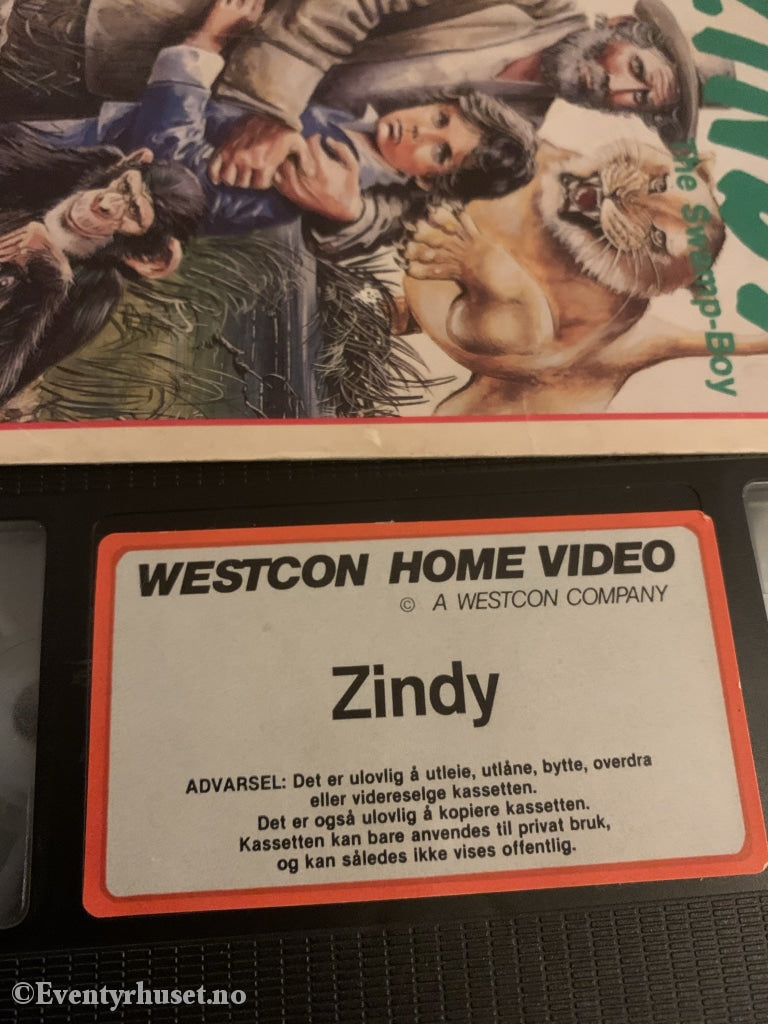 The Swamp-Boy
WESTCON HOME VIDEO
© A WESTCON COMPANY
Zindy
ADVARSEL: Det er ulovlig å utleie, utlåne, bytte, overdra
eller videreselge kassetten.
Det er også ulovlig å kopiere kassetten.
Kassetten kan bare anvendes til privat bruk,
og kan således ikke vises offentlig.
©Eventyrhuset.no